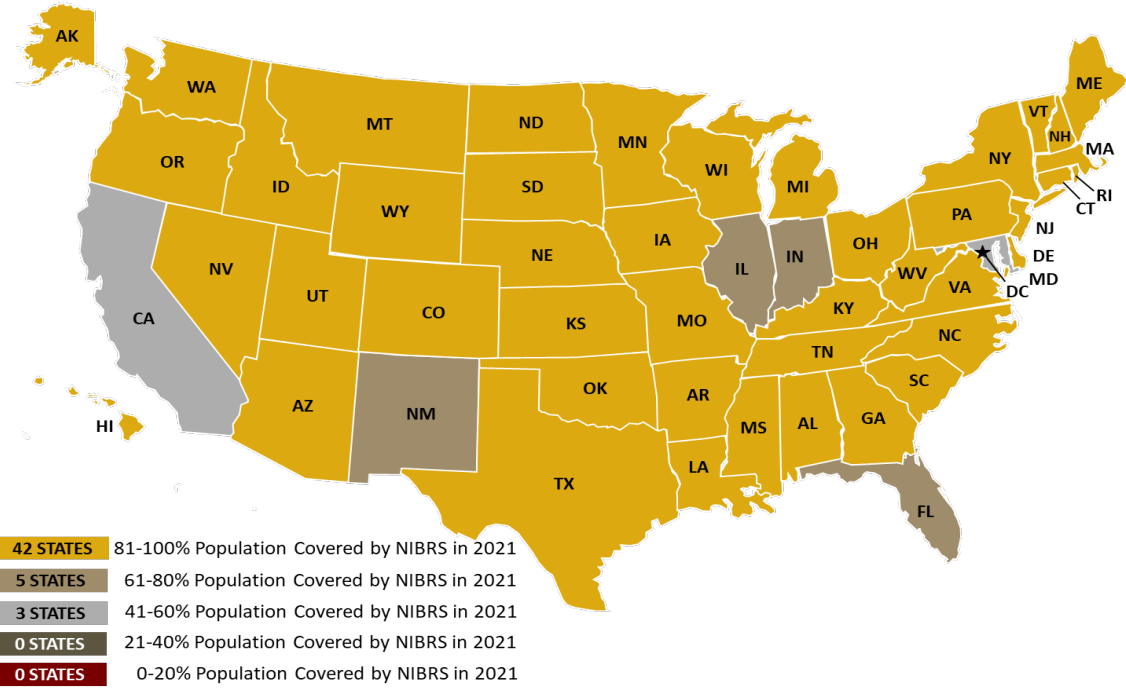 AK
WA
MT
ND
MN
ME
VT
NH
MA
OR
ID
SD
WI
MI
NY
RI
CT
WY
IA
PA
NJ
NV
UT
NE
IL
IN
OH
WV
VA
DE
MD
DC
CA
CO
KS
MO
KY
NC
TN
SC
AZ
NM
OK
AR
MS
AL
GA
HI
TX
LA
FL
42 STATES 81-100% Population Covered by NIBRS in 2021
5 STATES 61-80% Population Covered by NIBRS in 2021
3 STATES 41-60% Population Covered by NIBRS in 2021
0 STATES 21-40% Population Covered by NIBRS in 2021
0 STATES 0-20% Population Covered by NIBRS in 2021